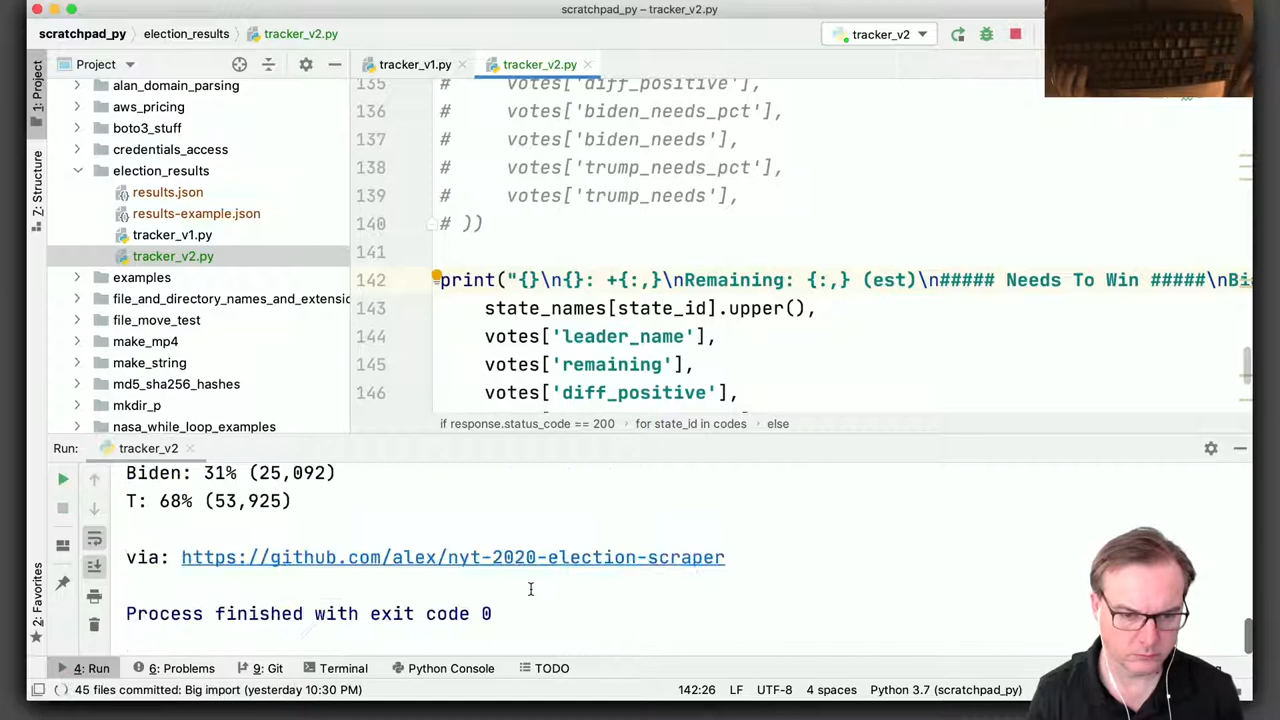 scratchpad_py – tracker_v2.py
scratchpad_py
election_results
tracker_v2.py
tracker_v2
1: Project
Project
tracker_v1.py
tracker_v2.py
alan_domain_parsing
aws_pricing
boto3_stuff
credentials_access
election_results
results.json
results-example.json
tracker_v1.py
tracker_v2.py
examples
file_and_directory_names_and_extensio
file_move_test
make_mp4
make_string
md5_sha256_hashes
mkdir_p
nasa_while_loop_examples
Z: Structure
2: Favorites
135 # votes['diff_positive'],
136 # votes['biden_needs_pct'],
137 # votes['biden_needs'],
138 # votes['trump_needs_pct'],
139 # votes['trump_needs'],
140 # ))
141
142 print("{}\n{}: +{:,}\nRemaining: {:,} (est)\n##### Needs To Win #####\nBi
143 state_names[state_id].upper(),
144 votes['leader_name'],
145 votes['remaining'],
146 votes['diff_positive'],
if response.status_code == 200 › for state_id in codes › else
Run: tracker_v2
Biden: 31% (25,092)
T: 68% (53,925)
via: https://github.com/alex/nyt-2020-election-scraper
Process finished with exit code 0
4: Run 6: Problems 9: Git Terminal Python Console TODO
45 files committed: Big import (yesterday 10:30 PM) 142:26 LF UTF-8 4 spaces Python 3.7 (scratchpad_py)